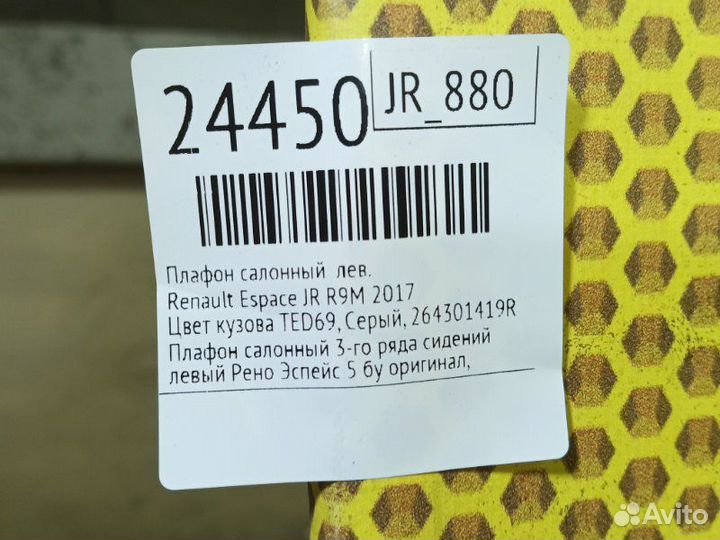 24450
JR_880
Плафон салонный лев.
Renault Espace JR R9M 2017
Цвет кузова TED69, Серый, 264301419R
Плафон салонный 3-го ряда сидений
левый Рено Эспейс 5 бу оригинал,
Avito